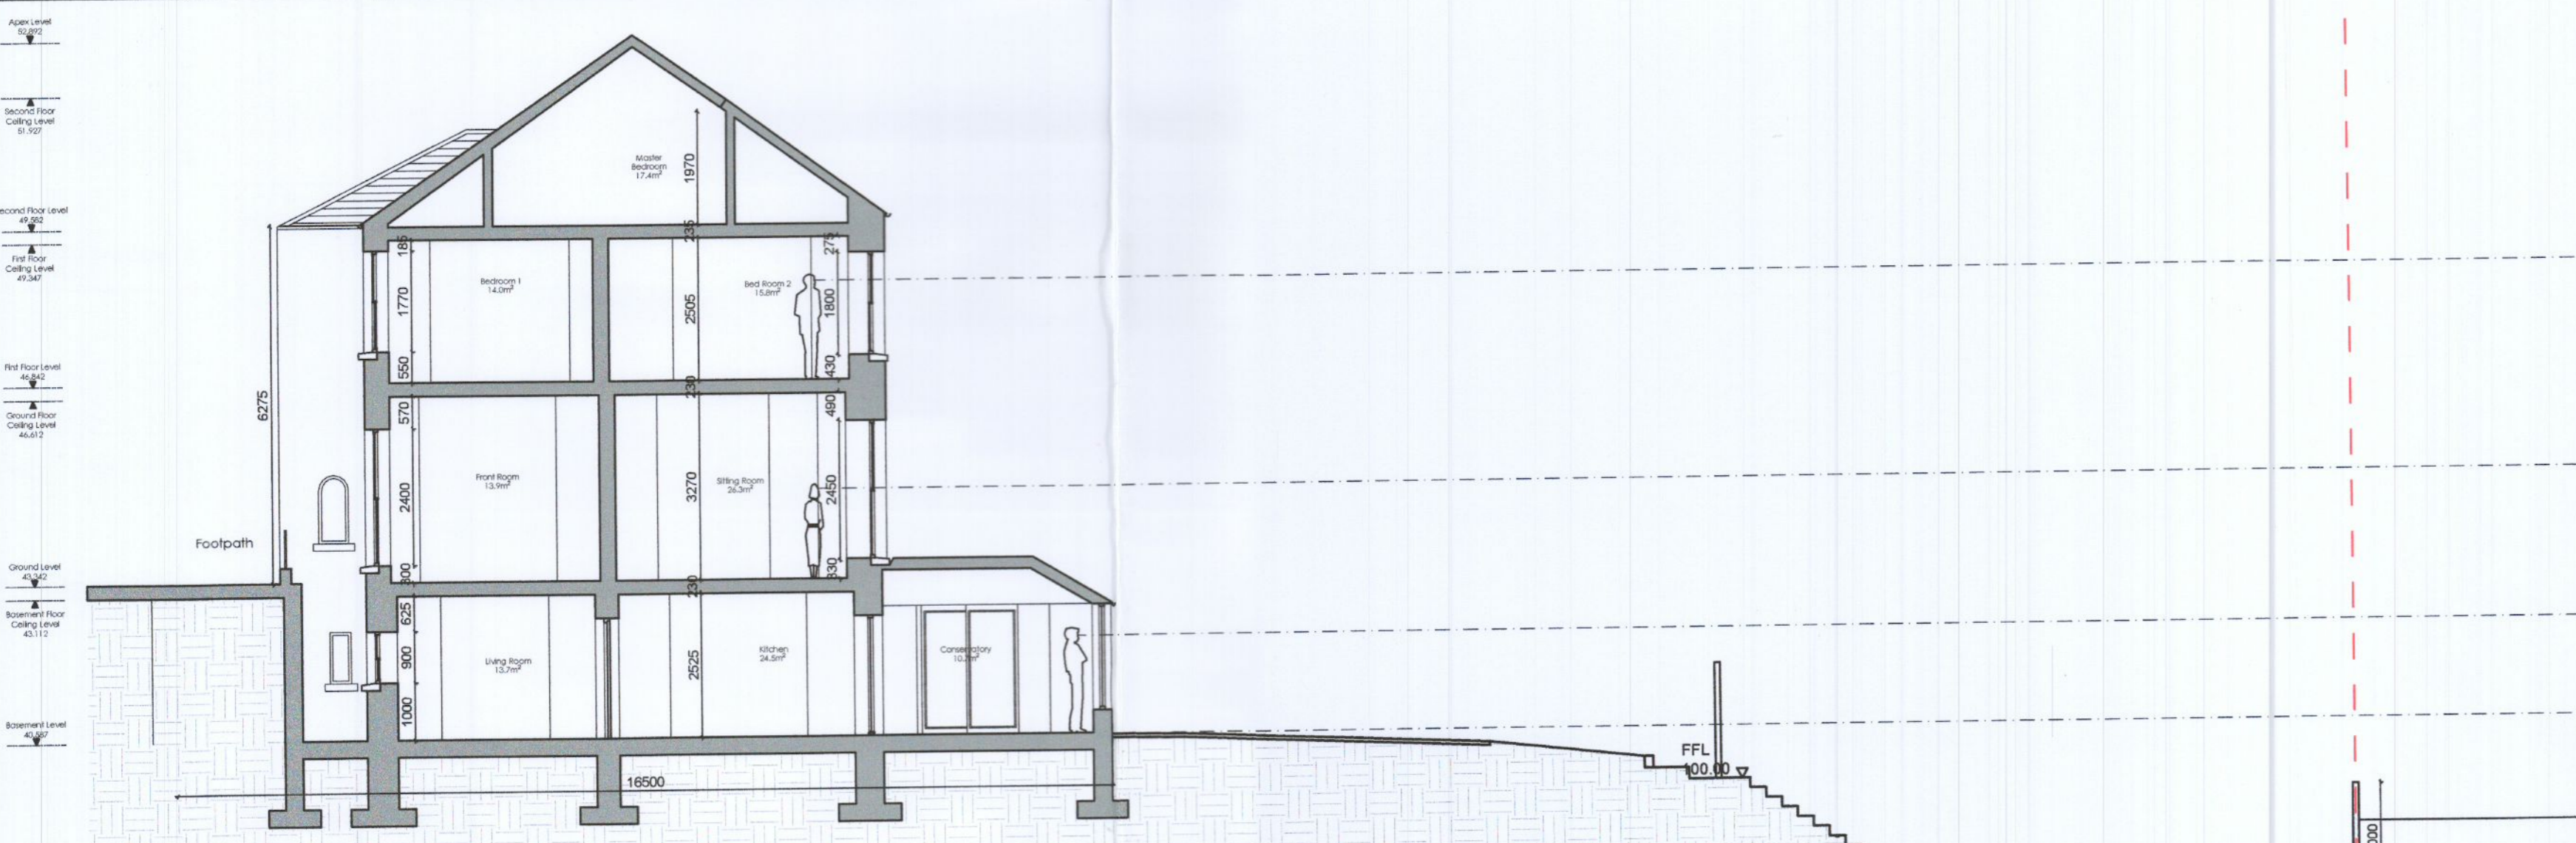 Apex Level
52.892
Second Floor
Ceiling Level
51.927
econd Floor Level
49.582
First Floor
Ceiling Level
49.347
First Floor Level
46.842
Ground Floor
Ceiling Level
46.612
Ground Level
43.342
Basement Floor
Ceiling Level
43.112
Basement Level
40.587
6275
Footpath
Master
Bedroom
17.4m²
1970
235
185
1770
550
Bedroom 1
14.0m²
2505
Bed Room 2
15.8m²
275
1800
430
230
570
2400
300
Front Room
13.9m²
3270
Sitting Room
26.3m²
490
2450
330
230
625
900
1000
Living Room
13.7m²
2525
Kitchen
24.5m²
Conservatory
16500
FFL
100.00